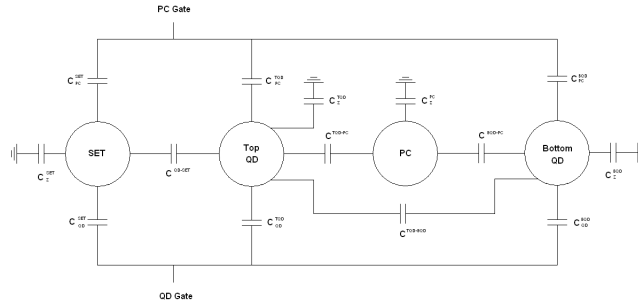 PC Gate
C SET PC
C TQD PC
C BQD PC
C TQD Σ
C PC Σ
SET
Top QD
PC
Bottom QD
C TQD-PC
C BQD-PC
C SET Σ
C QD-SET
C BQD Σ
C SET QD
C TQD QD
C TQD-BQD
C BQD QD
QD Gate